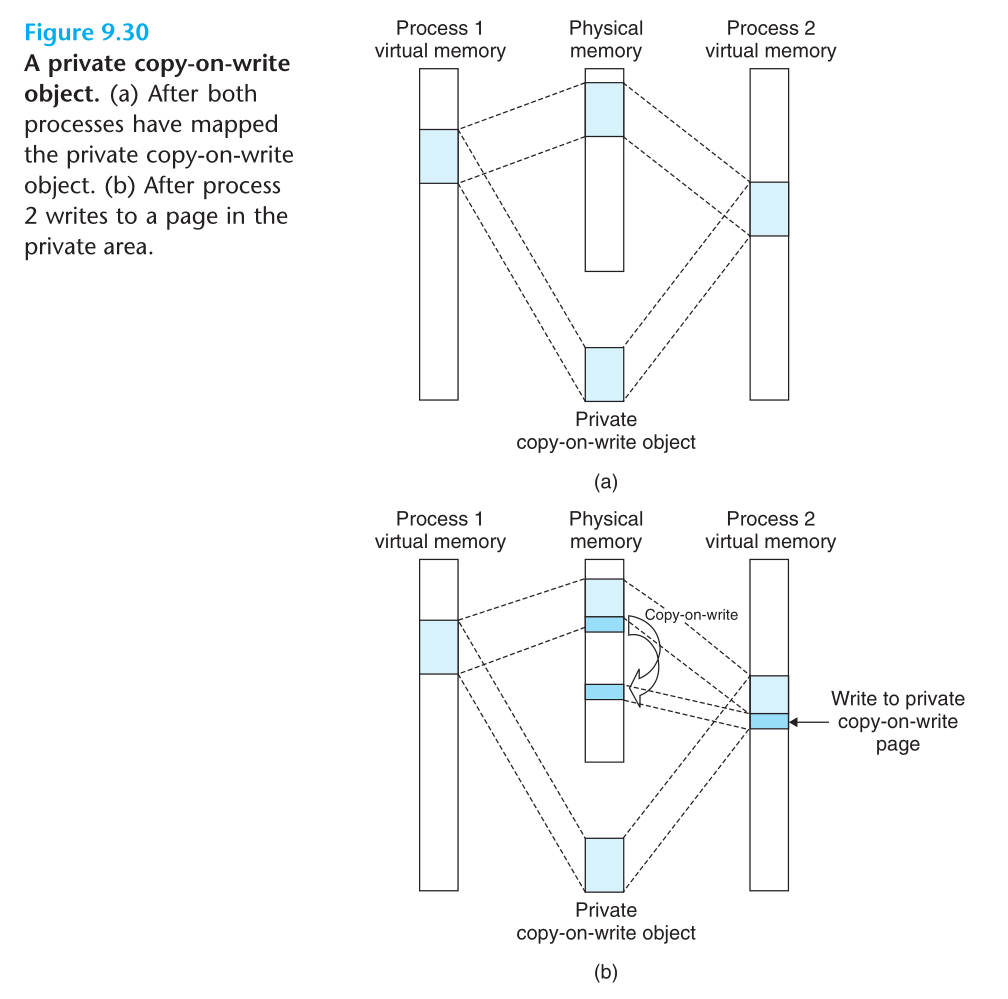 Figure 9.30
A private copy-on-write
object. (a) After both
processes have mapped
the private copy-on-write
object. (b) After process
2 writes to a page in the
private area.
Process 1
virtual memory
Physical
memory
Process 2
virtual memory
Private
copy-on-write object
(a)
Process 1
virtual memory
Physical
memory
Process 2
virtual memory
Copy-on-write
Write to private
copy-on-write
page
Private
copy-on-write object
(b)